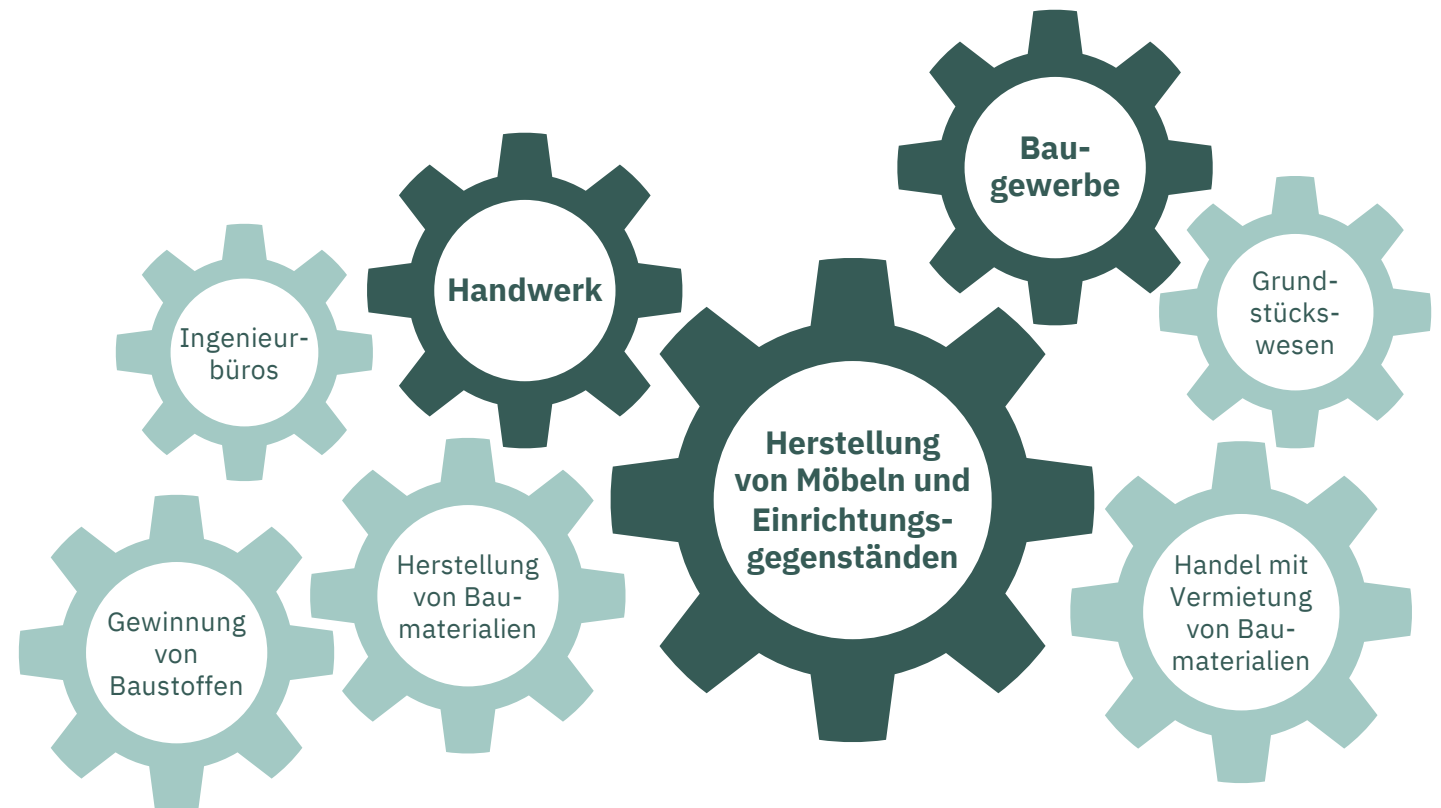 Bau-
gewerbe
Handwerk
Grund-
stücks-
wesen
Ingenieur-
büros
Herstellung
von Möbeln und
Einrichtungs-
gegenständen
Herstellung
von Bau-
materialien
Handel mit
Vermietung
von Bau-
materialien
Gewinnung
von
Baustoffen